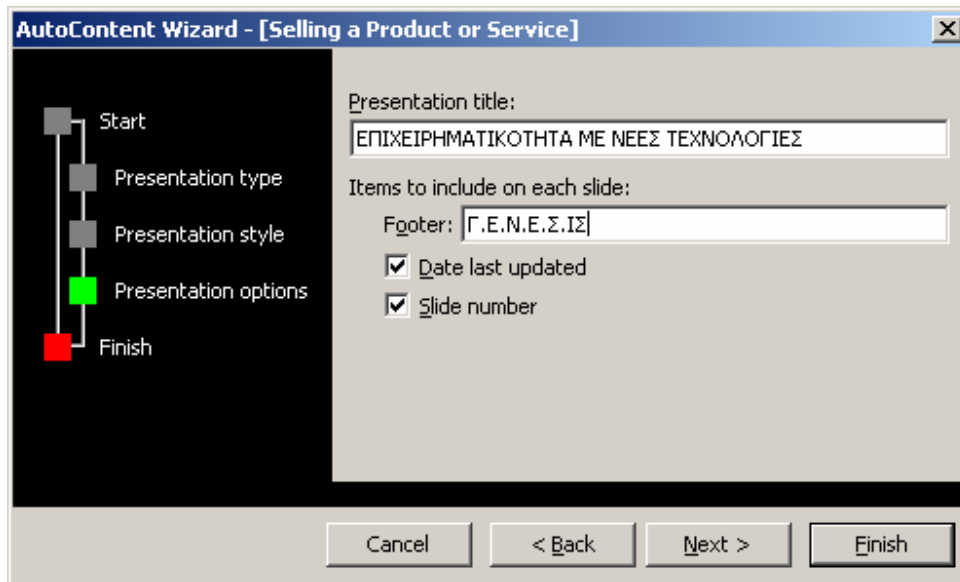 AutoContent Wizard - [Selling a Product or Service]
Start
Presentation type
Presentation style
Presentation options
Finish
Presentation title:
ΕΠΙΧΕΙΡΗΜΑΤΙΚΟΤΗΤΑ ΜΕ ΝΕΕΣ ΤΕΧΝΟΛΟΓΙΕΣ
Items to include on each slide:
Footer: Γ.Ε.Ν.Ε.Σ.ΙΣ
Date last updated
Slide number
Cancel < Back Next > Finish